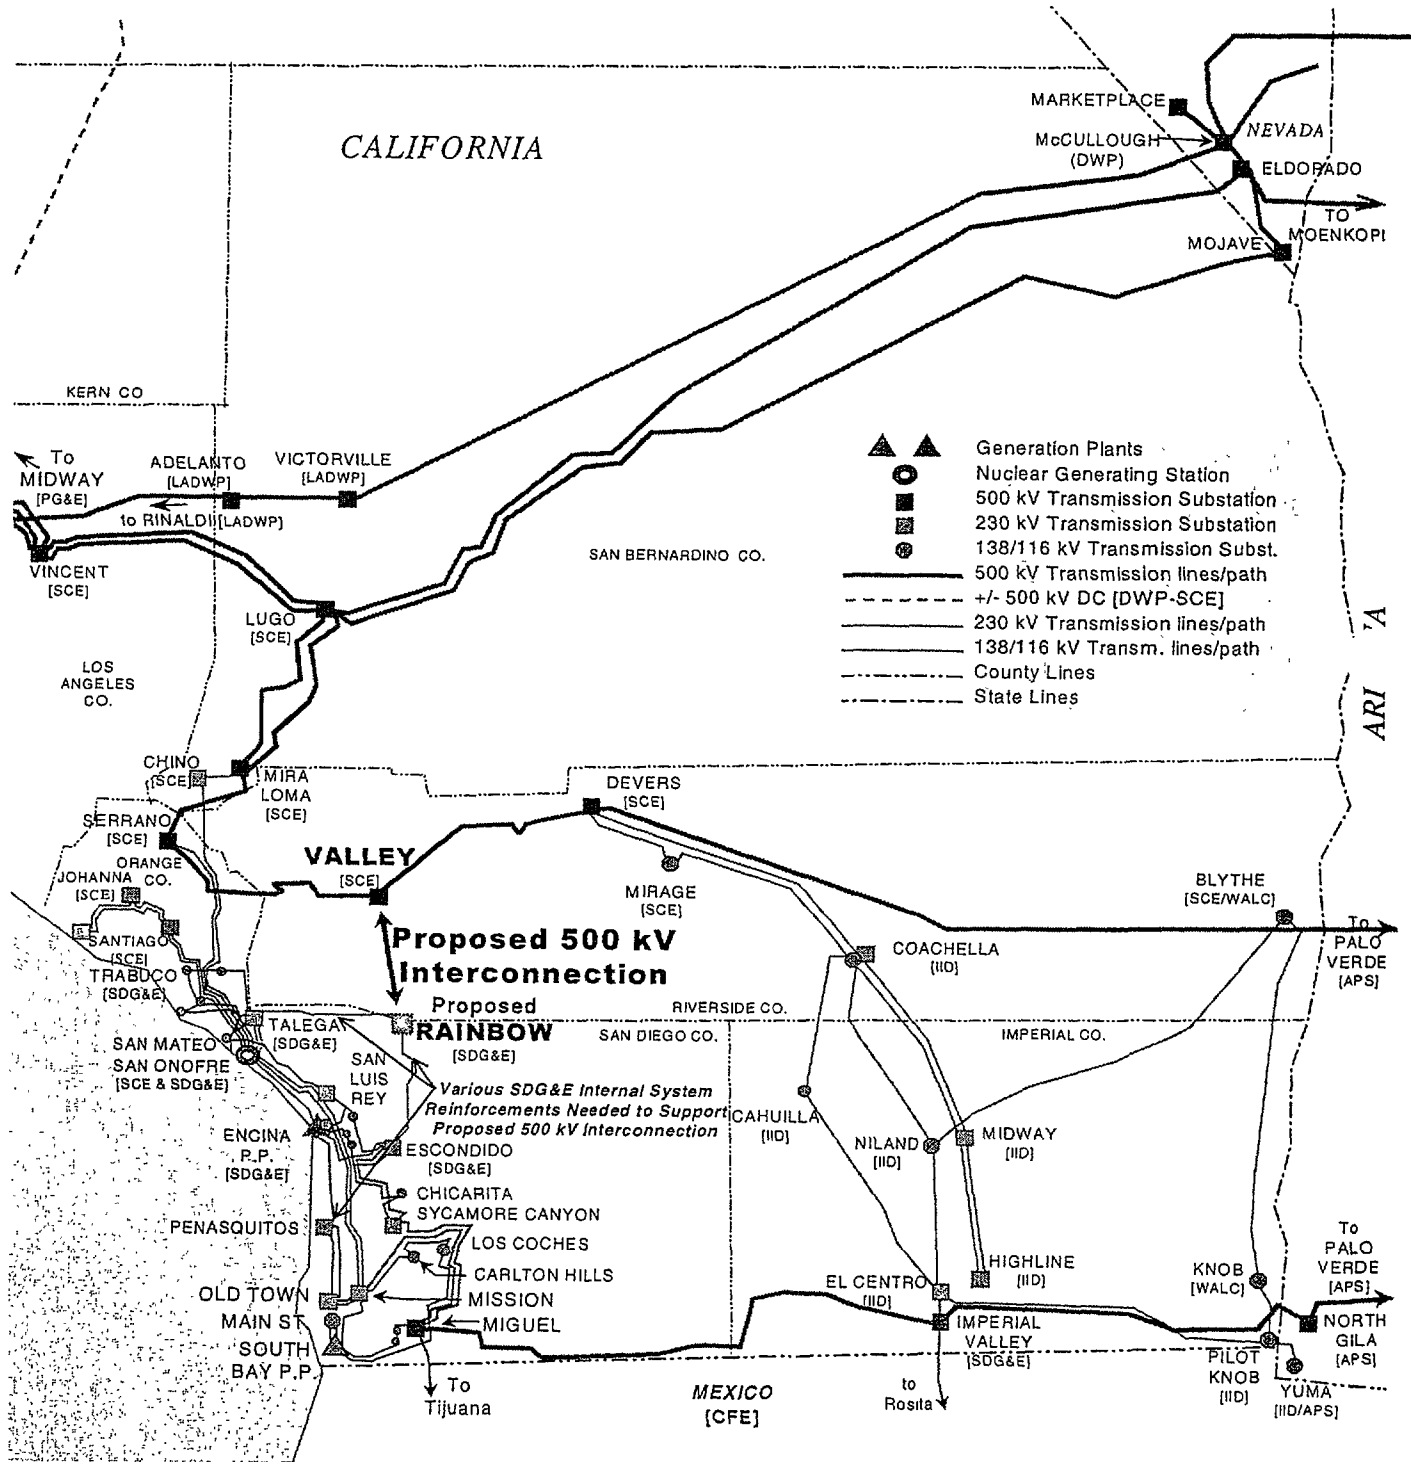 MARKETPLACE
CALIFORNIA
McCULLOUGH
(DWP)
NEVADA
ELDORADO
TO
MOENKOPI
MOJAVE
KERN CO
To
MIDWAY
[PG&E]
ADELANTO
[LADWP]
VICTORVILLE
[LADWP]
to RINALDI[LADWP]
VINCENT
[SCE]
LUGO
[SCE]
SAN BERNARDINO CO.
Generation Plants
Nuclear Generating Station
500 kV Transmission Substation
230 kV Transmission Substation
138/116 kV Transmission Subst.
500 kV Transmission lines/path
+/- 500 kV DC [DWP-SCE]
230 kV Transmission lines/path
138/116 kV Transm. lines/path
County Lines
State Lines
ARI
'A
LOS
ANGELES
CO.
CHINO
[SCE]
MIRA
LOMA
[SCE]
DEVERS
[SCE]
SERRANO
[SCE]
ORANGE
CO.
JOHANNA
[SCE]
VALLEY
[SCE]
MIRAGE
[SCE]
BLYTHE
[SCE/WALC]
To
PALO
VERDE
[APS]
SANTIAGO
[SCE]
TRABUCO
[SDG&E]
Proposed 500 kV
Interconnection
COACHELLA
[IID]
Proposed
RAINBOW
[SDG&E]
RIVERSIDE CO.
SAN DIEGO CO.
IMPERIAL CO.
TALEGA
[SDG&E]
SAN MATEO
SAN ONOFRE
[SCE & SDG&E]
SAN
LUIS
REY
Various SDG&E Internal System
Reinforcements Needed to Support
Proposed 500 kV Interconnection
CAHUILLA
[IID]
NILAND
[IID]
MIDWAY
[IID]
ENCINA
P.P.
[SDG&E]
ESCONDIDO
[SDG&E]
CHICARITA
SYCAMORE CANYON
PENASQUITOS
LOS COCHES
CARLTON HILLS
OLD TOWN
MISSION
MAIN ST
MIGUEL
SOUTH
BAY P.P.
To
Tijuana
HIGHLINE
[IID]
EL CENTRO
[IID]
IMPERIAL
VALLEY
[SDG&E]
to
Rosita
MEXICO
[CFE]
KNOB
[WALC]
To
PALO
VERDE
[APS]
NORTH
GILA
[APS]
PILOT
KNOB
[IID]
YUMA
[IID/APS]